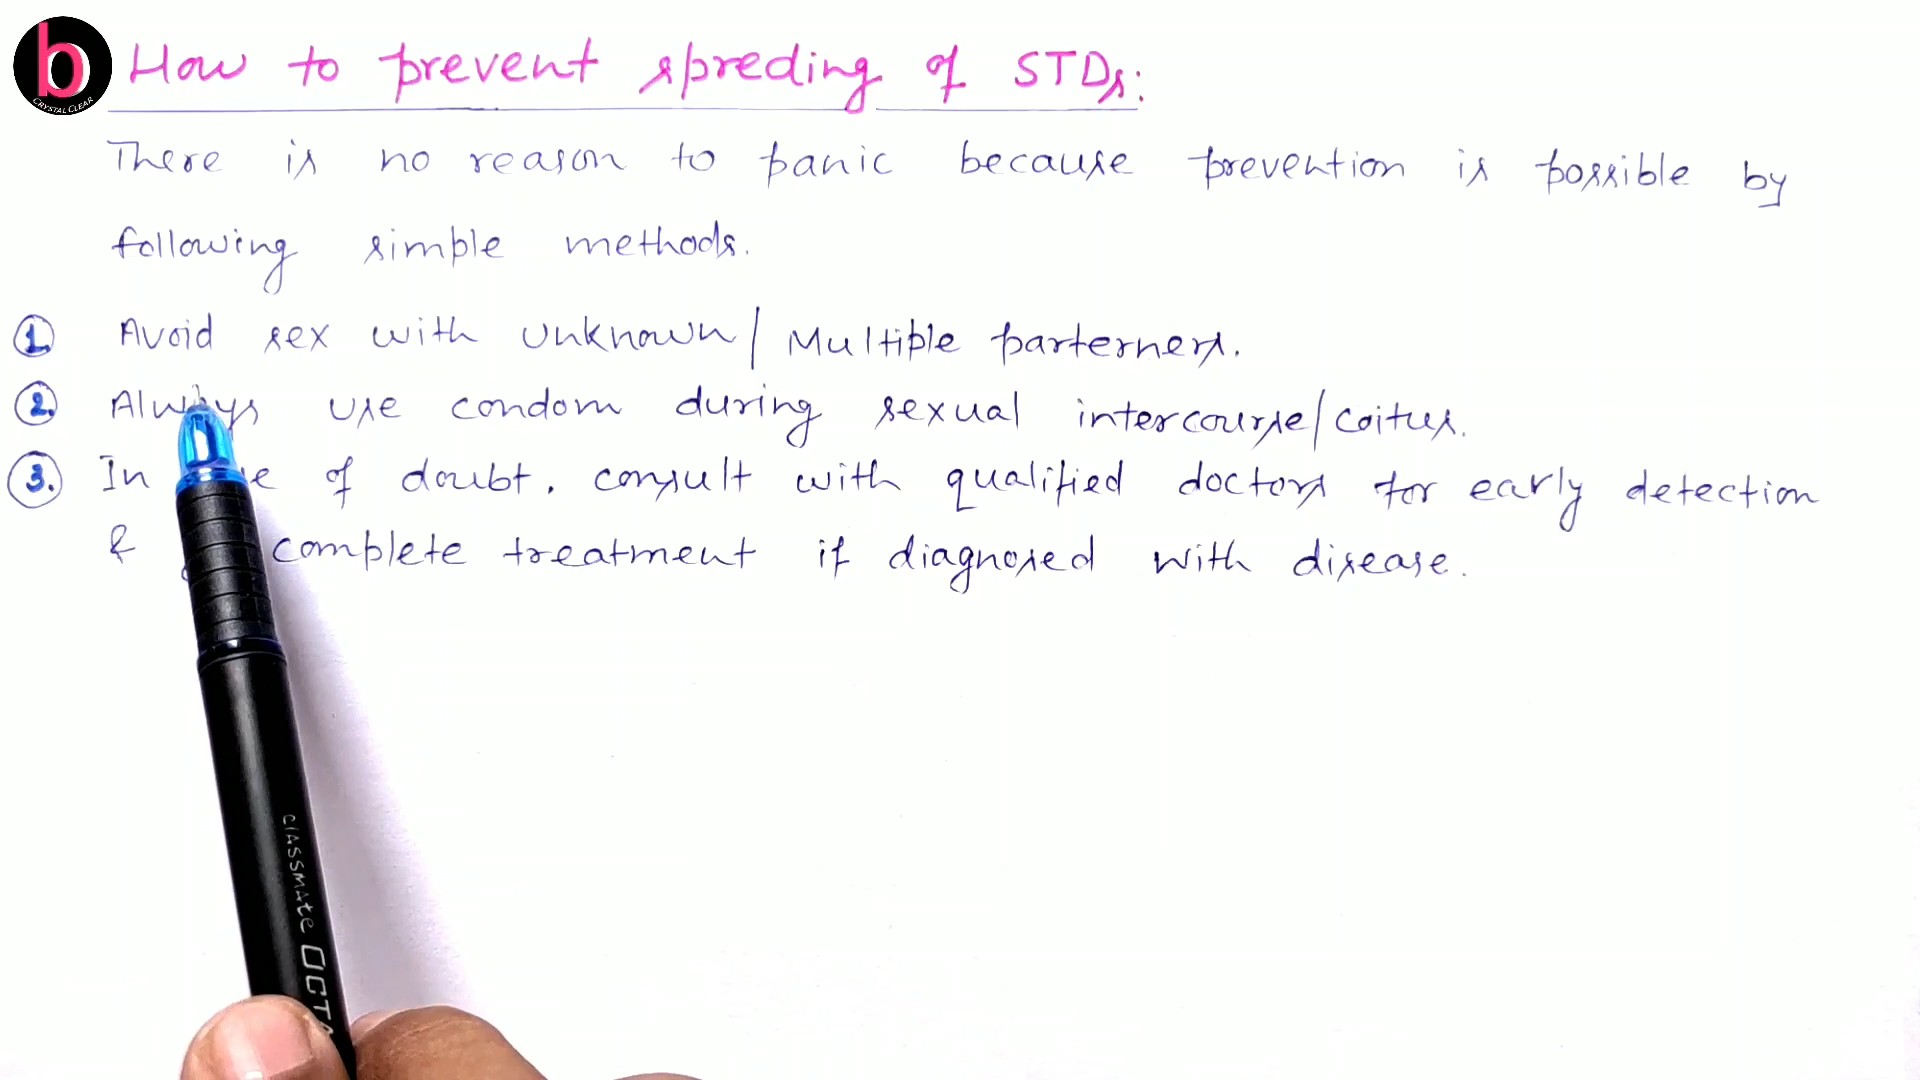 b
CRYSTAL CLEAR
How to prevent spreding of STDs:
There is no reason to panic because prevention is possible by
following simple methods.
1. Avoid sex with unknown/Multiple parterners.
2. Always use condom during sexual intercourse/coitus.
3. In of doubt, consult with qualified doctors for early detection
& complete treatment if diagnosed with disease.
CLASSMATE OCT